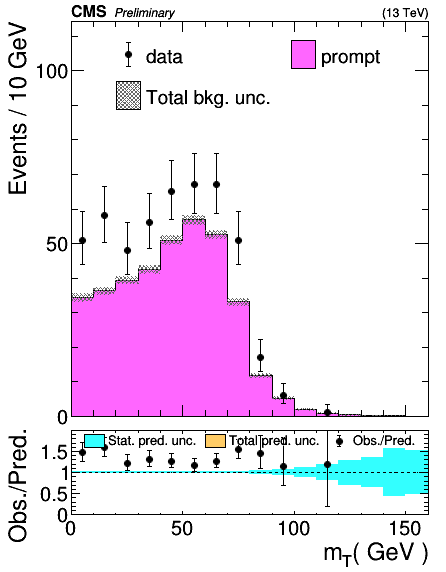 CMS Preliminary (13 TeV)
Events / 10 GeV
data
prompt
Total bkg. unc.
100
50
0
Obs./Pred.
Stat. pred. unc.
Total pred. unc.
Obs./Pred.
1.5
1
0.5
0
0 50 100 150
m_T( GeV )